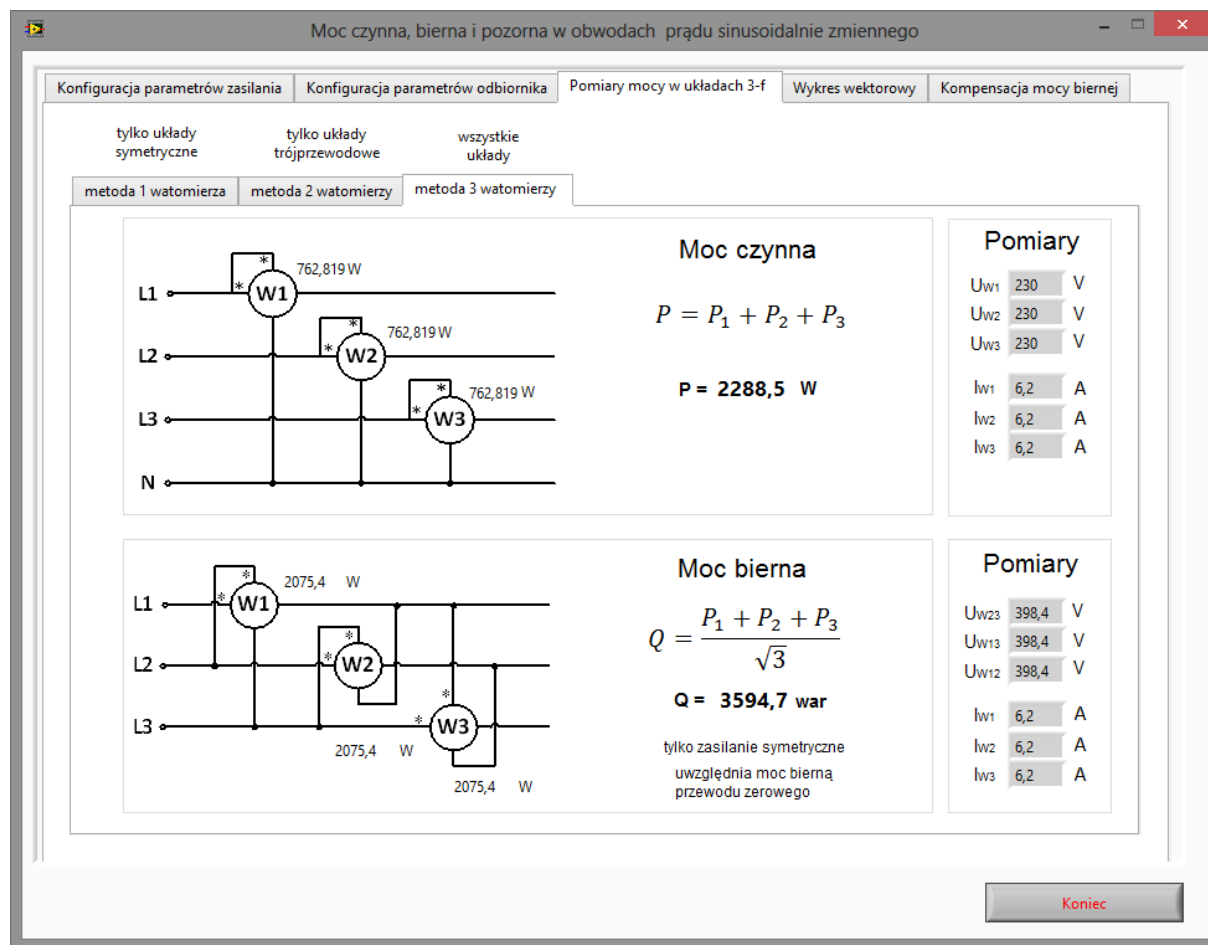 Moc czynna, bierna i pozorna w obwodach prądu sinusoidalnie zmiennego
Konfiguracja parametrów zasilania
Konfiguracja parametrów odbiornika
Pomiary mocy w układach 3-f
Wykres wektorowy
Kompensacja mocy biernej
tylko układy
symetryczne
tylko układy
trójprzewodowe
wszystkie
układy
metoda 1 watomierza
metoda 2 watomierzy
metoda 3 watomierzy
L1
* * W1
762,819 W
L2
* * W2
762,819 W
L3
* * W3
762,819 W
N
Moc czynna
P = P₁ + P₂ + P₃
P = 2288,5 W
Pomiary
Uw1 230 V
Uw2 230 V
Uw3 230 V
Iw1 6,2 A
Iw2 6,2 A
Iw3 6,2 A
L1
* * W1
2075,4 W
L2
* * W2
L3
* * W3
2075,4 W
2075,4 W
Moc bierna
Q = (P₁ + P₂ + P₃) / √3
Q = 3594,7 war
tylko zasilanie symetryczne
uwzględnia moc bierną
przewodu zerowego
Pomiary
Uw23 398,4 V
Uw13 398,4 V
Uw12 398,4 V
Iw1 6,2 A
Iw2 6,2 A
Iw3 6,2 A
Koniec